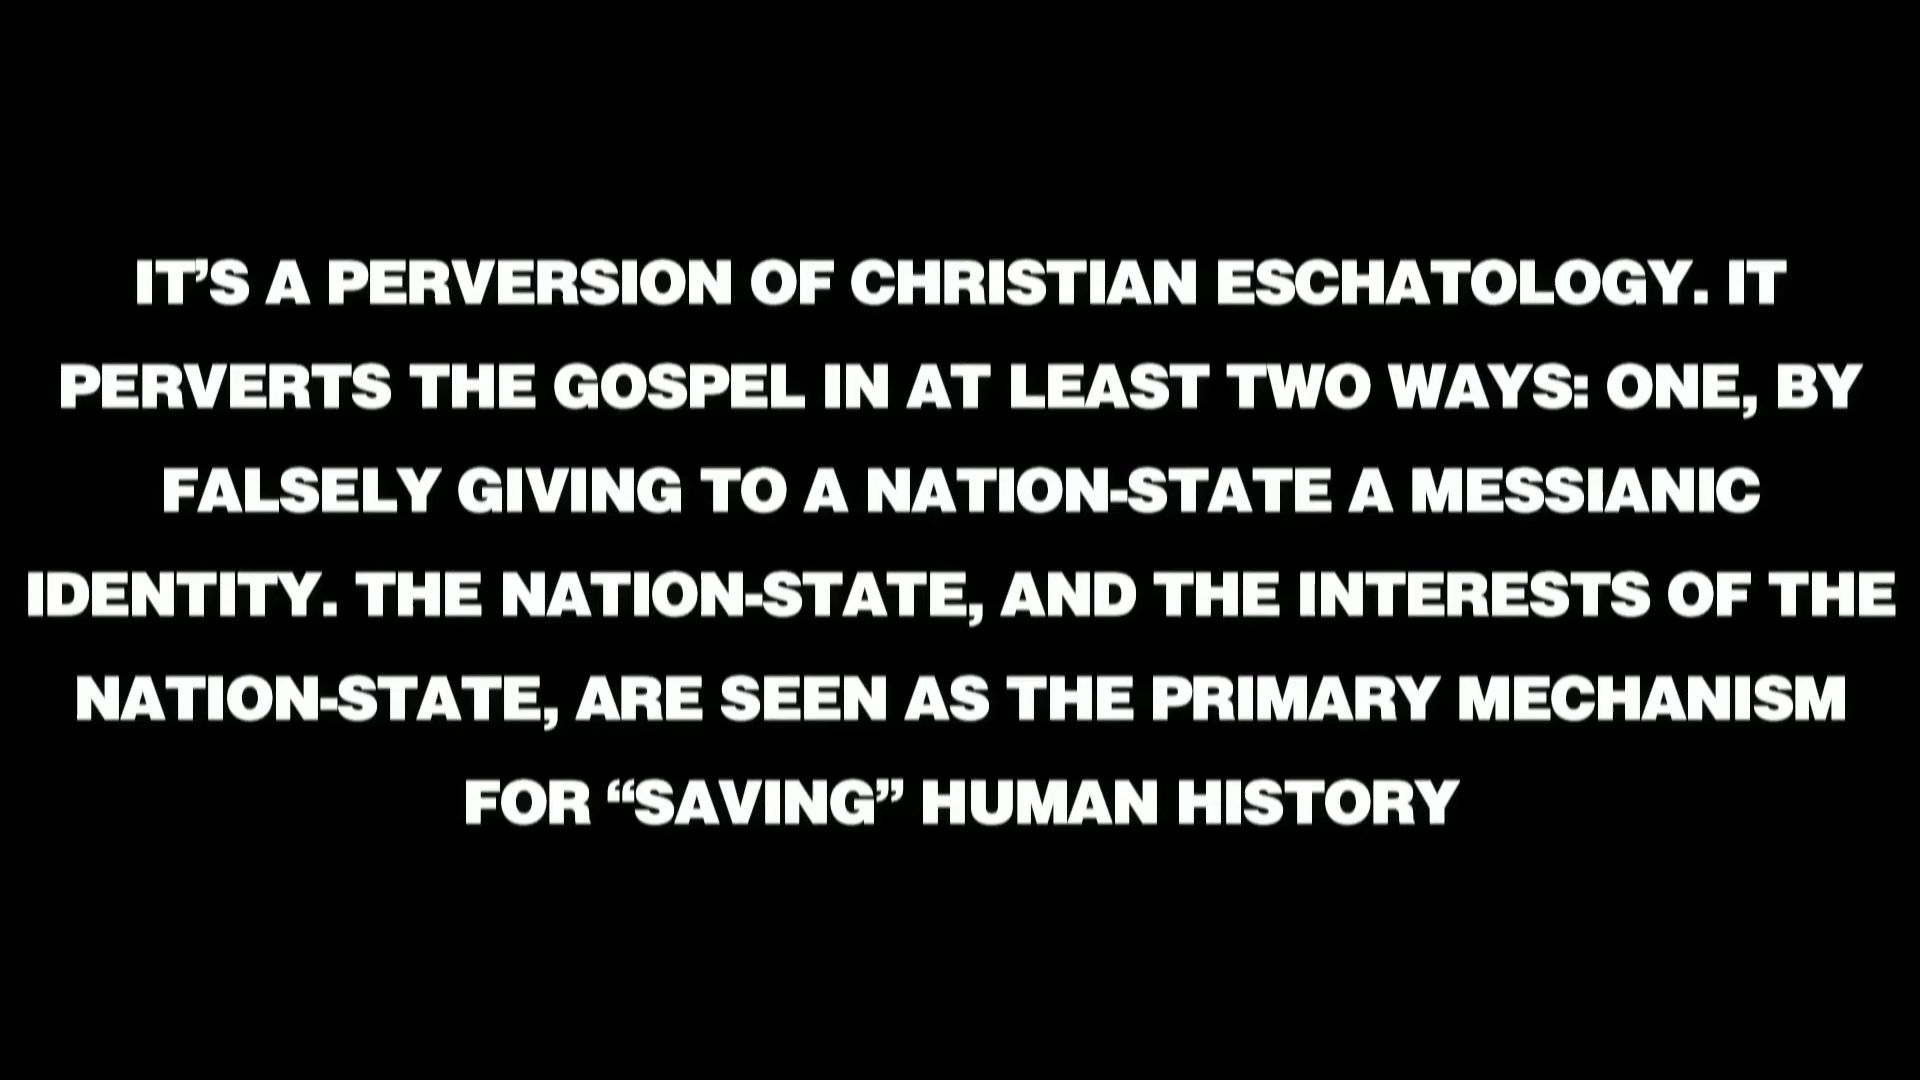 IT’S A PERVERSION OF CHRISTIAN ESCHATOLOGY. IT
PERVERTS THE GOSPEL IN AT LEAST TWO WAYS: ONE, BY
FALSELY GIVING TO A NATION-STATE A MESSIANIC
IDENTITY. THE NATION-STATE, AND THE INTERESTS OF THE
NATION-STATE, ARE SEEN AS THE PRIMARY MECHANISM
FOR “SAVING” HUMAN HISTORY